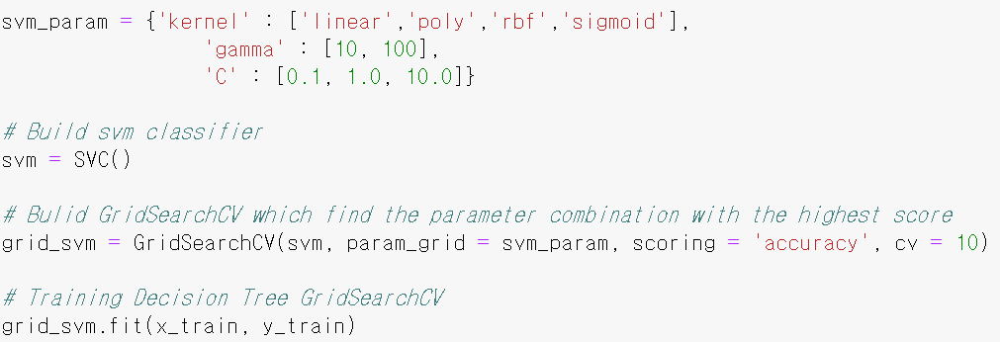 svm_param = {'kernel' : ['linear','poly','rbf','sigmoid'],
'gamma' : [10, 100],
'C' : [0.1, 1.0, 10.0]}
# Build svm classifier
svm = SVC()
# Bulid GridSearchCV which find the parameter combination with the highest score
grid_svm = GridSearchCV(svm, param_grid = svm_param, scoring = 'accuracy', cv = 10)
# Training Decision Tree GridSearchCV
grid_svm.fit(x_train, y_train)